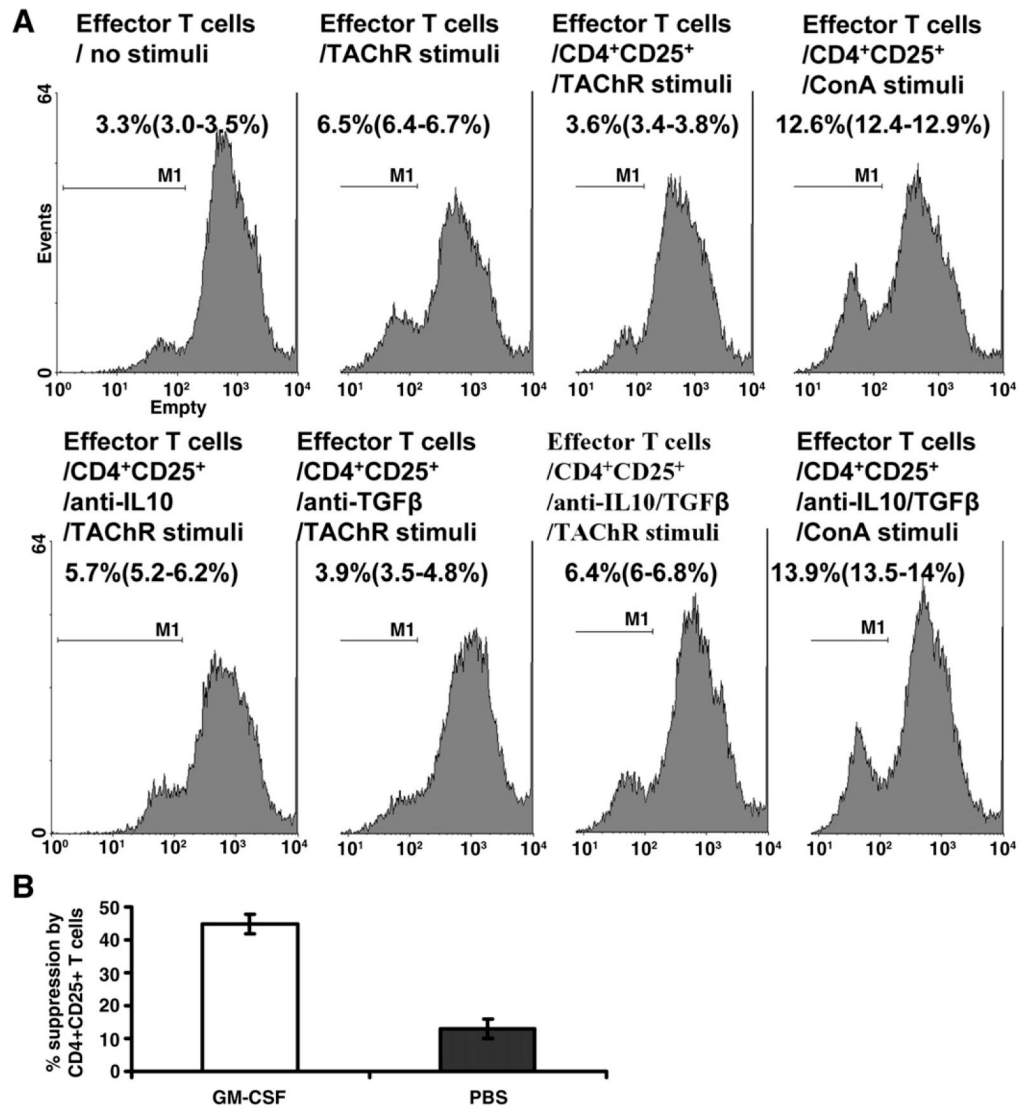 A
Effector T cells
/ no stimuli
3.3%(3.0-3.5%)
M1
64
Events
0
10⁰ 10¹ 10² 10³ 10⁴
Empty
Effector T cells
/TAChR stimuli
6.5%(6.4-6.7%)
M1
10¹ 10² 10³ 10⁴
Effector T cells
/CD4⁺CD25⁺
/TAChR stimuli
3.6%(3.4-3.8%)
M1
10¹ 10² 10³ 10⁴
Effector T cells
/CD4⁺CD25⁺
/ConA stimuli
12.6%(12.4-12.9%)
M1
10¹ 10² 10³ 10⁴
Effector T cells
/CD4⁺CD25⁺
/anti-IL10
/TAChR stimuli
5.7%(5.2-6.2%)
M1
64
0
10⁰ 10¹ 10² 10³ 10⁴
Effector T cells
/CD4⁺CD25⁺
/anti-TGFβ
/TAChR stimuli
3.9%(3.5-4.8%)
M1
10¹ 10² 10³ 10⁴
Effector T cells
/CD4⁺CD25⁺
/anti-IL10/TGFβ
/TAChR stimuli
6.4%(6-6.8%)
M1
10¹ 10² 10³ 10⁴
Effector T cells
/CD4⁺CD25⁺
/anti-IL10/TGFβ
/ConA stimuli
13.9%(13.5-14%)
M1
10¹ 10² 10³ 10⁴
B
% suppression by
CD4+CD25+ T cells
50
40
30
20
10
0
GM-CSF PBS